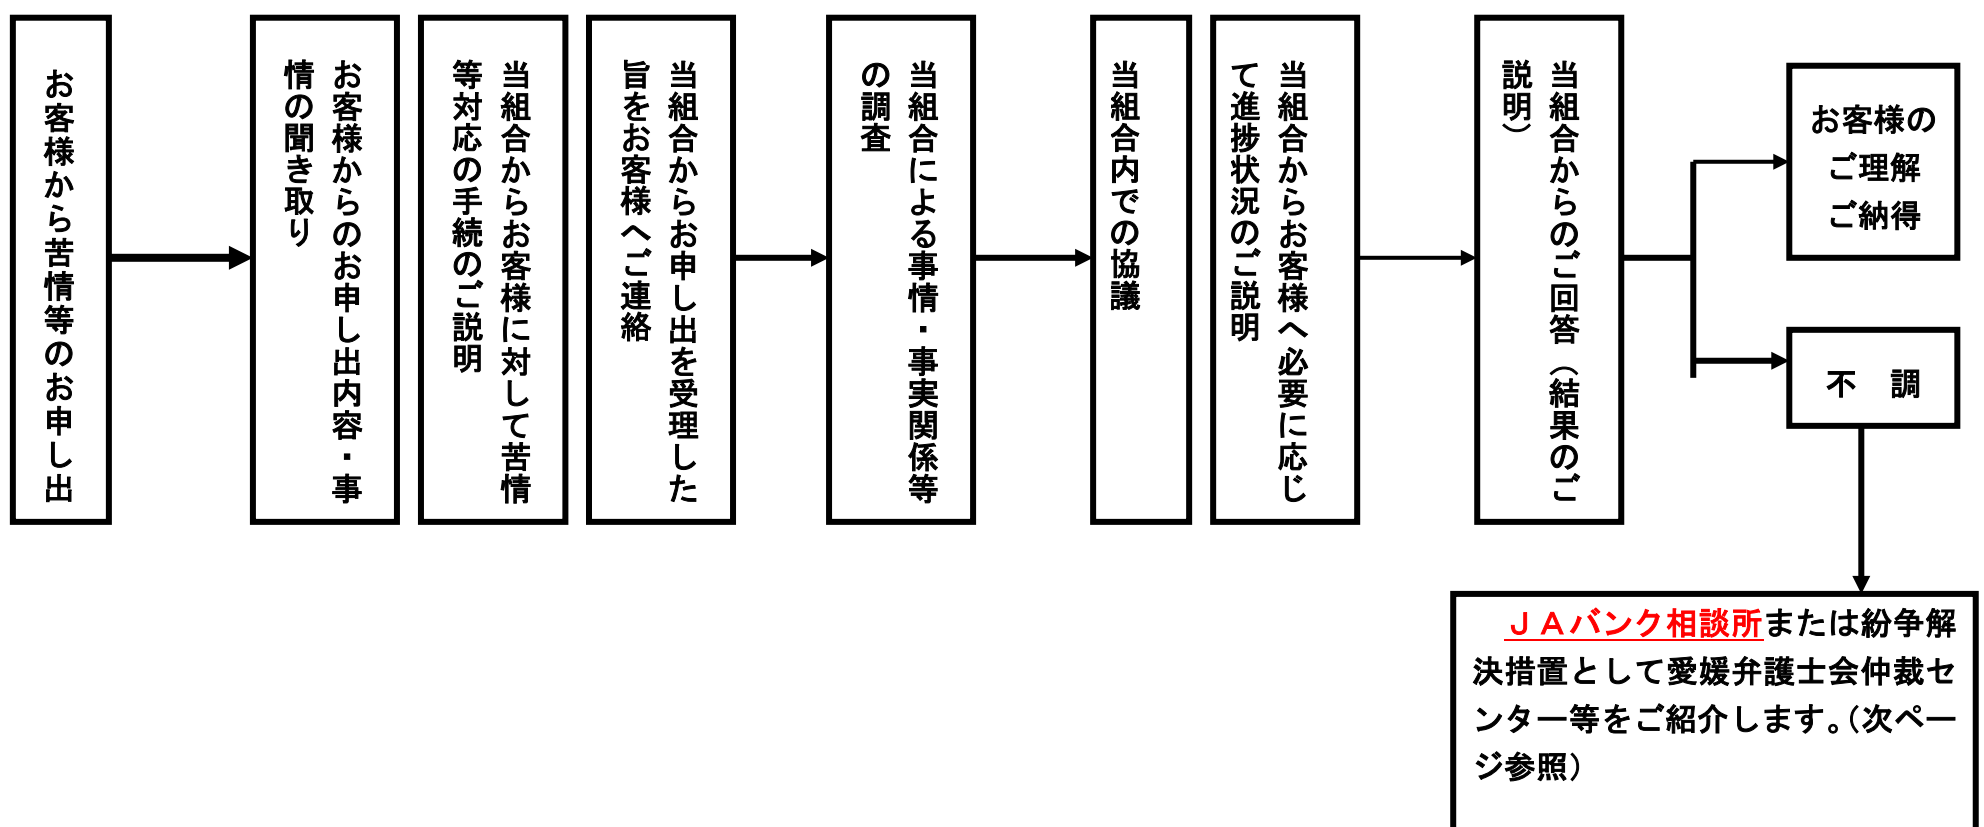 お客様から苦情等のお申し出
お客様からのお申し出内容・事
情の聞き取り
当組合からお客様に対して苦情
等対応の手続のご説明
当組合からお申し出を受理した
旨をお客様へご連絡
当組合による事情・事実関係等
の調査
当組合内での協議
当組合からお客様へ必要に応じ
て進捗状況のご説明
当組合からのご回答（結果のご
説明）
お客様の
ご理解
ご納得
不　調
ＪＡバンク相談所または紛争解
決措置として愛媛弁護士会仲裁セ
ンター等をご紹介します。（次ペー
ジ参照）